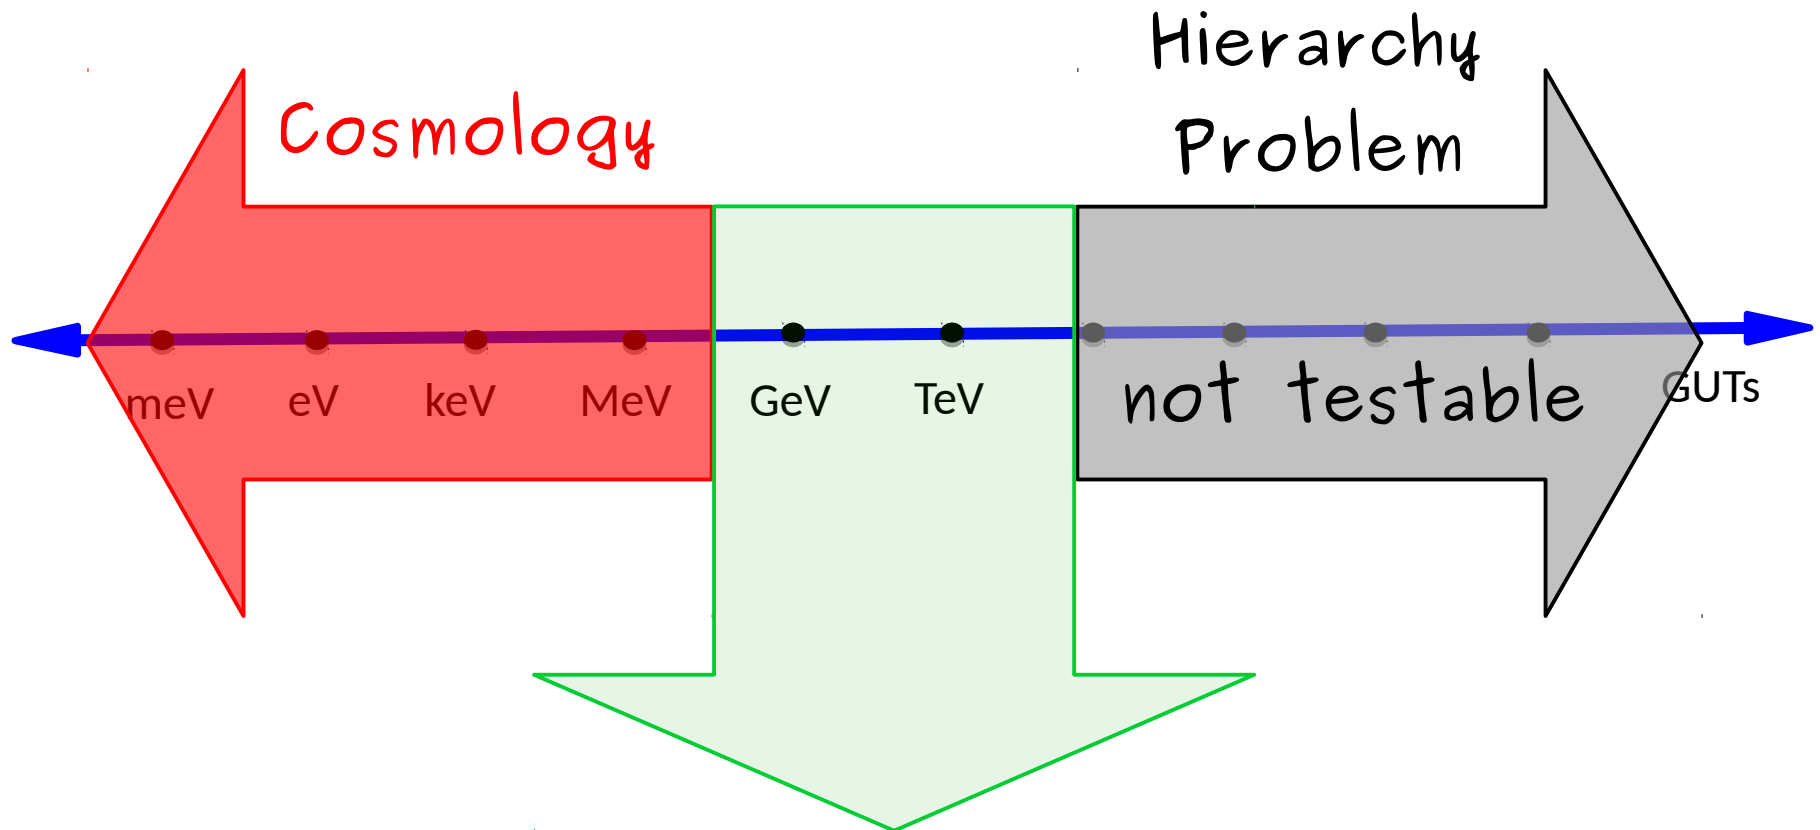 Hierarchy
Problem
Cosmology
meV eV keV MeV GeV TeV not testable GUTs